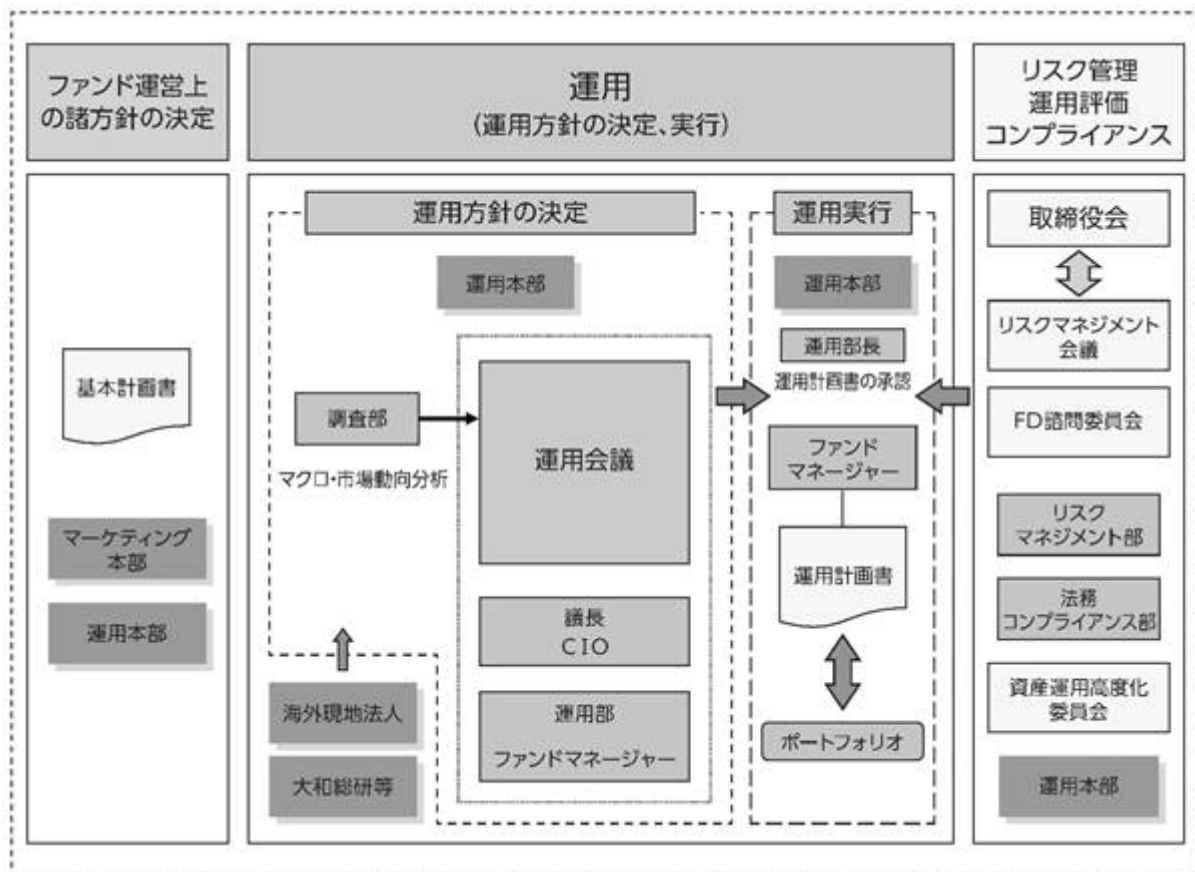 ファンド運営上
の諸方針の決定
運用
(運用方針の決定、実行)
リスク管理
運用評価
コンプライアンス
基本計画書
マーケティング
本部
運用本部
運用方針の決定
運用本部
調査部
マクロ・市場動向分析
運用会議
議長
CIO
運用部
ファンドマネージャー
海外現地法人
大和総研等
運用実行
運用本部
運用部長
運用計画書の承認
ファンド
マネージャー
運用計画書
ポートフォリオ
取締役会
リスクマネジメント
会議
FD諮問委員会
リスク
マネジメント部
法務
コンプライアンス部
資産運用高度化
委員会
運用本部